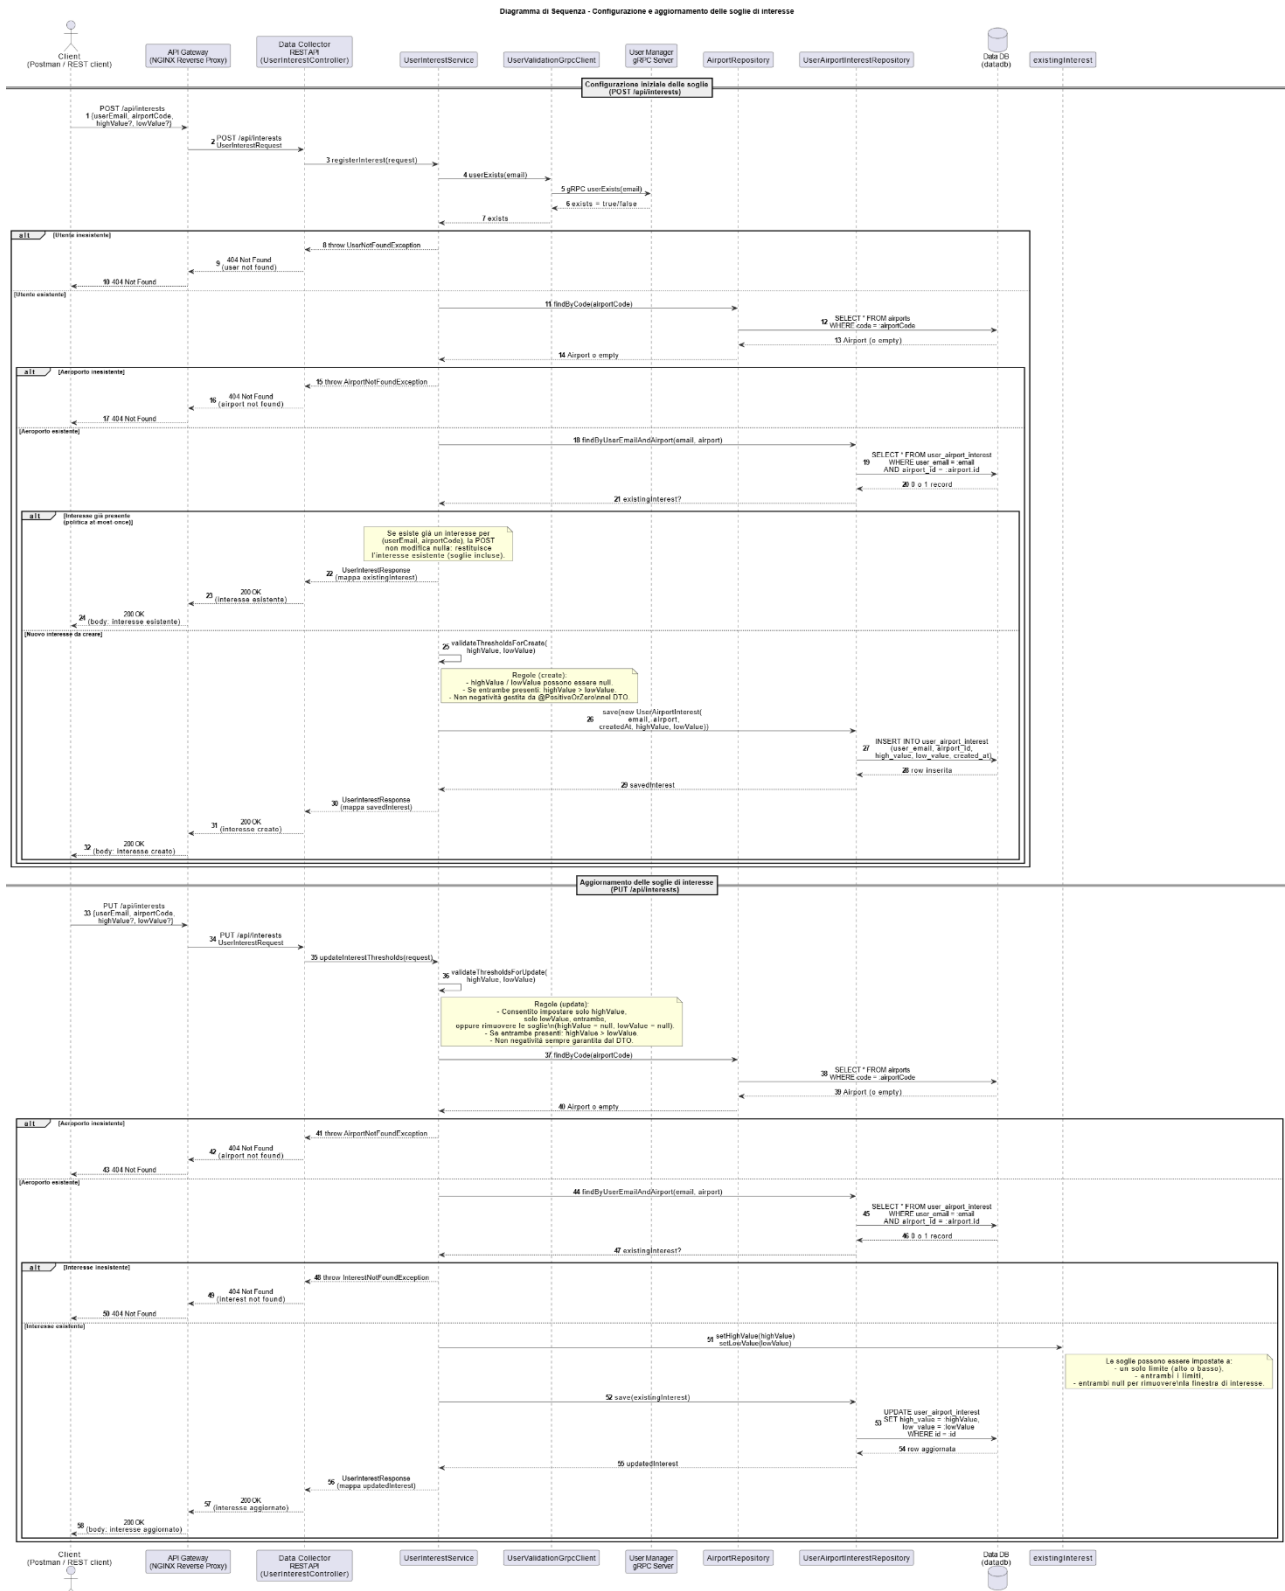 Diagramma di Sequenza - Configurazione e aggiornamento delle soglie di interesse
Client
(Postman / REST client)
API Gateway
(NGINX Reverse Proxy)
Data Collector
REST API
(UserInterestController)
UserInterestService
UserValidationGrpcClient
User Manager
gRPC Server
AirportRepository
UserAirportInterestRepository
Data DB
(datadb)
existingInterest
Configurazione iniziale delle soglie
(POST /api/interests)
POST /api/interests
1 {userEmail, airportCode,
highValue?, lowValue?}
2 POST /api/interests
UserInterestRequest
3 registerInterest(request)
4 userExists(email)
5 gRPC userExists(email)
6 exists = true/false
7 exists
alt [Utente inesistente]
8 throw UserNotFoundException
9 404 Not Found
(user not found)
10 404 Not Found
[Utente esistente]
11 findByCode(airportCode)
12 SELECT * FROM airports
WHERE code = :airportCode
13 Airport (o empty)
14 Airport o empty
alt [Aeroporto inesistente]
15 throw AirportNotFoundException
16 404 Not Found
(airport not found)
17 404 Not Found
[Aeroporto esistente]
18 findByUserEmailAndAirport(email, airport)
SELECT * FROM user_airport_interest
19 WHERE user_email = :email
AND airport_id = :airport.id
20 0 o 1 record
21 existingInterest?
alt [Interesse già presente
(politica at-most-once)]
Se esiste già un interesse per
(userEmail, airportCode), la POST
non modifica nulla: restituisce
l'interesse esistente (soglie incluse).
22 UserInterestResponse
(mappa existingInterest)
23 200 OK
(interesse esistente)
24 200 OK
(body: interesse esistente)
[Nuovo interesse da creare]
25 validateThresholdsForCreate(
highValue, lowValue)
Regole (create):
- highValue / lowValue possono essere null.
- Se entrambe presenti, highValue > lowValue.
- Non negatività gestita da @PositiveOrZero\nnel DTO.
save(new UserAirportInterest(
26 email, airport,
createdAt, highValue, lowValue))
INSERT INTO user_airport_interest
27 (user_email, airport_id,
high_value, low_value, created_at)
28 row inserita
29 savedInterest
30 UserInterestResponse
(mappa savedInterest)
31 200 OK
(interesse creato)
32 200 OK
(body: interesse creato)
Aggiornamento delle soglie di interesse
(PUT /api/interests)
PUT /api/interests
33 {userEmail, airportCode,
highValue?, lowValue?}
34 PUT /api/interests
UserInterestRequest
35 updateInterestThresholds(request)
36 validateThresholdsForUpdate(
highValue, lowValue)
Regole (update):
- Consentito impostare solo highValue,
solo lowValue, entrambe,
oppure rimuovere le soglie\n(highValue = null, lowValue = null).
- Se entrambe presenti: highValue > lowValue.
- Non negatività sempre garantita dal DTO.
37 findByCode(airportCode)
38 SELECT * FROM airports
WHERE code = :airportCode
39 Airport (o empty)
40 Airport o empty
alt [Aeroporto inesistente]
41 throw AirportNotFoundException
42 404 Not Found
(airport not found)
43 404 Not Found
[Aeroporto esistente]
44 findByUserEmailAndAirport(email, airport)
SELECT * FROM user_airport_interest
45 WHERE user_email = :email
AND airport_id = :airport.id
46 0 o 1 record
47 existingInterest?
alt [Interesse inesistente]
48 throw InterestNotFoundException
49 404 Not Found
(interest not found)
50 404 Not Found
[Interesse esistente]
51 setHighValue(highValue)
setLowValue(lowValue)
Le soglie possono essere impostate a:
- un solo limite (alto o basso),
- entrambi i limiti,
- entrambi null per rimuovere\nla finestra di interesse.
52 save(existingInterest)
UPDATE user_airport_interest
53 SET high_value = :highValue,
low_value = :lowValue
WHERE id = :id
54 row aggiornata
55 updatedInterest
56 UserInterestResponse
(mappa updatedInterest)
57 200 OK
(interesse aggiornato)
58 200 OK
(body: interesse aggiornato)
Client
(Postman / REST client)
API Gateway
(NGINX Reverse Proxy)
Data Collector
REST API
(UserInterestController)
UserInterestService
UserValidationGrpcClient
User Manager
gRPC Server
AirportRepository
UserAirportInterestRepository
Data DB
(datadb)
existingInterest